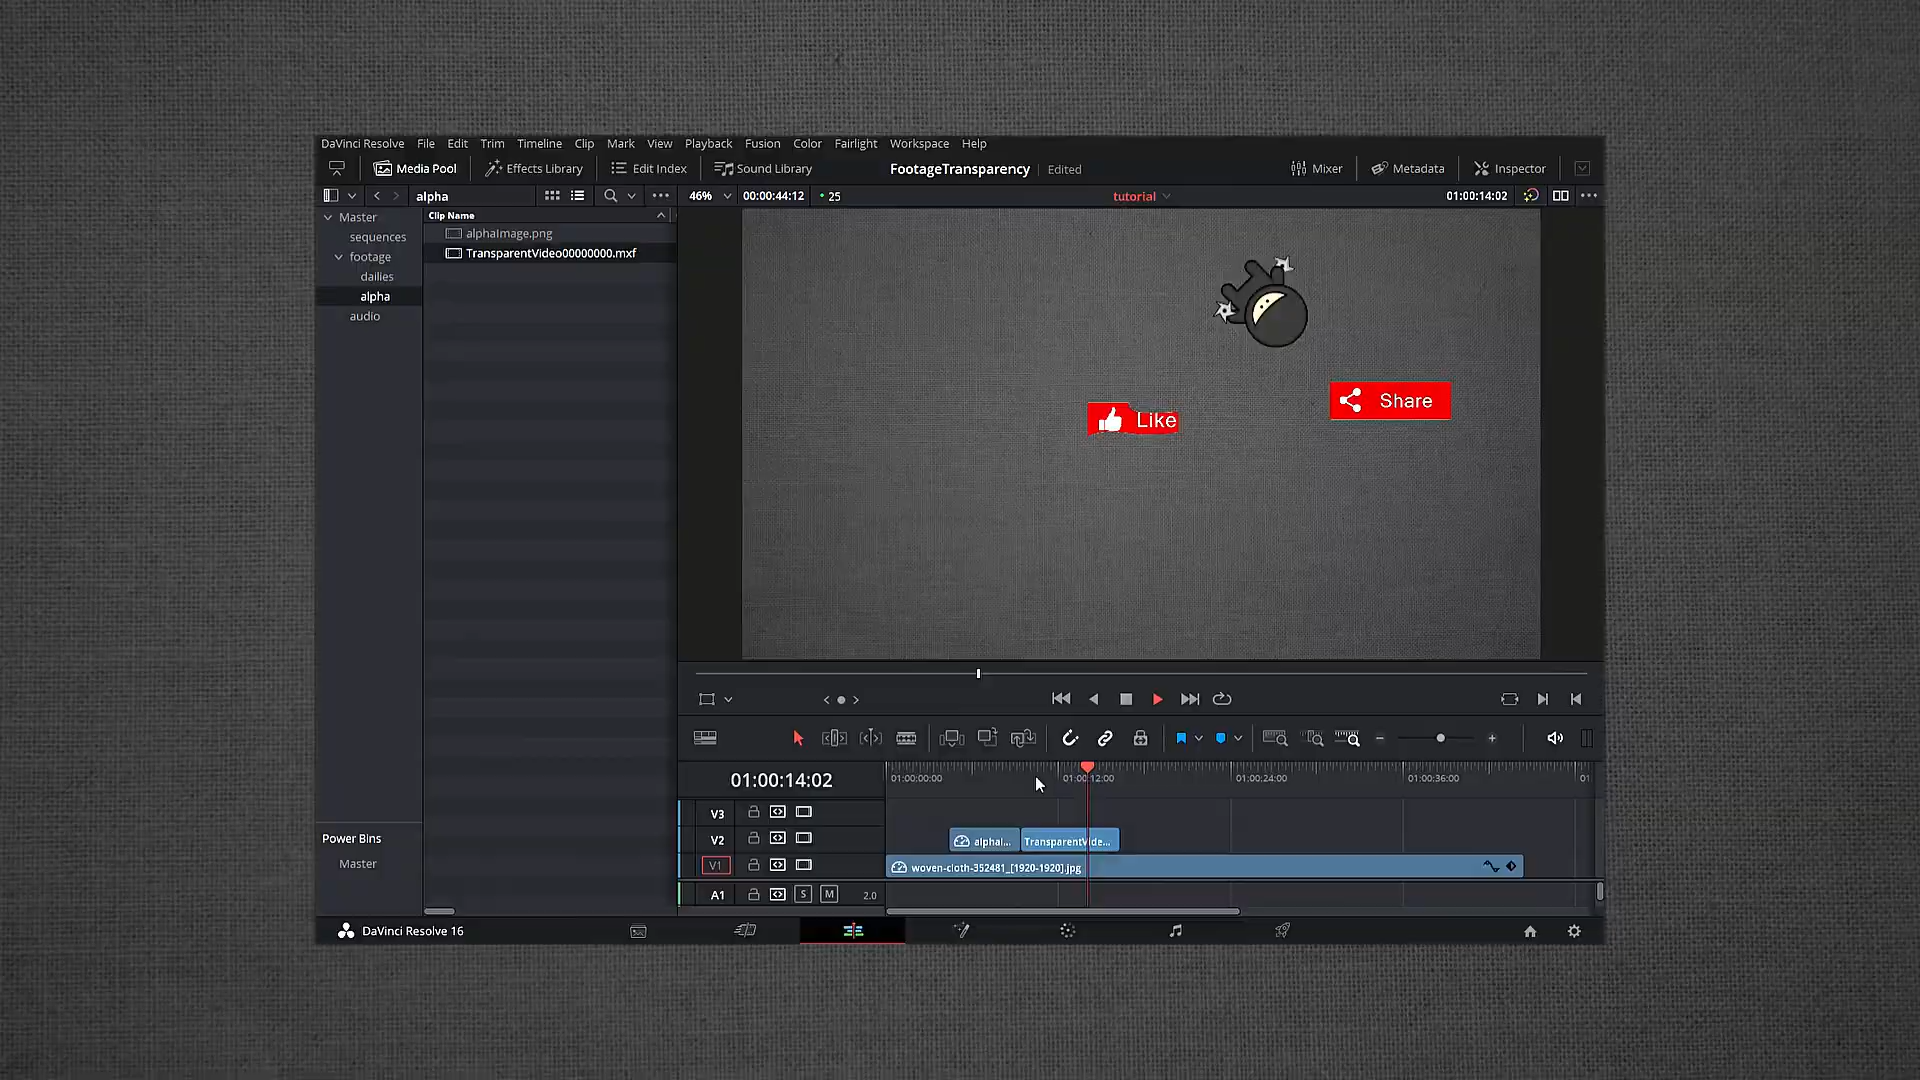 DaVinci Resolve File Edit Trim Timeline Clip Mark View Playback Fusion Color Fairlight Workspace Help
Media Pool Effects Library Edit Index Sound Library FootageTransparency Edited Mixer Metadata Inspector
alpha 46% 00:00:44:12 25 tutorial 01:00:14:02
Master
sequences
footage
dailies
alpha
audio
Clip Name
alphaImage.png
TransparentVideo00000000.mxf
Share
Like
01:00:14:02
01:00:00:00 01:00:12:00 01:00:24:00 01:00:36:00 01
V3
V2 alphaI... TransparentVide...
V1 woven-cloth-352481_[1920-1920].jpg
A1 S M 2.0
Power Bins
Master
DaVinci Resolve 16